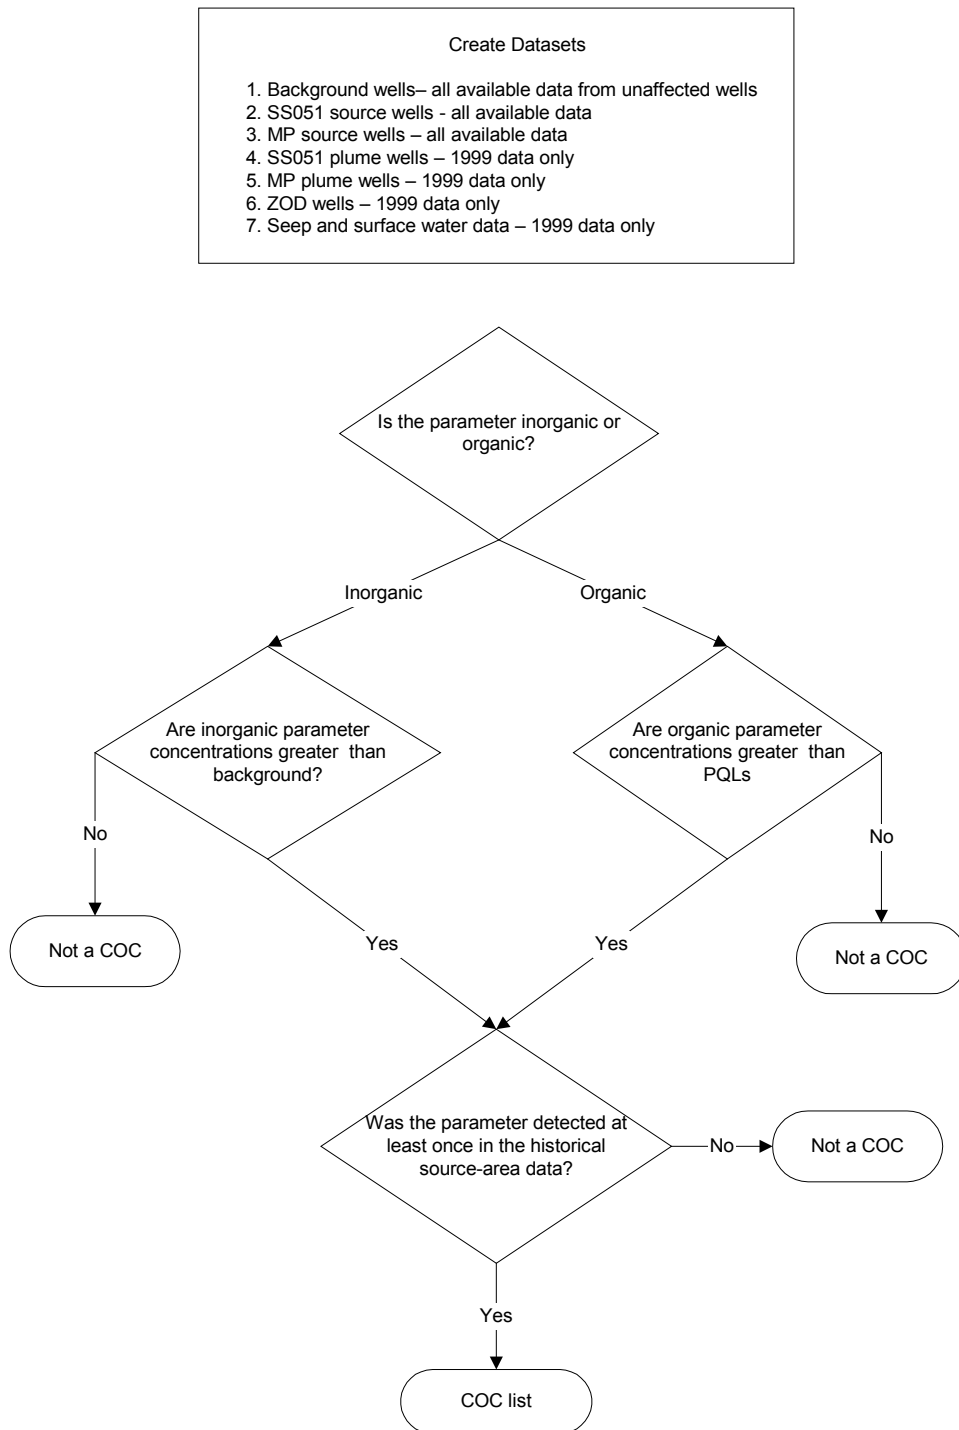 Create Datasets
1. Background wells– all available data from unaffected wells
2. SS051 source wells - all available data
3. MP source wells – all available data
4. SS051 plume wells – 1999 data only
5. MP plume wells – 1999 data only
6. ZOD wells – 1999 data only
7. Seep and surface water data – 1999 data only
Is the parameter inorganic or
organic?
Inorganic
Organic
Are inorganic parameter
concentrations greater than
background?
Are organic parameter
concentrations greater than
PQLs
No
No
Not a COC
Not a COC
Yes
Yes
Was the parameter detected at
least once in the historical
source-area data?
No
Not a COC
Yes
COC list